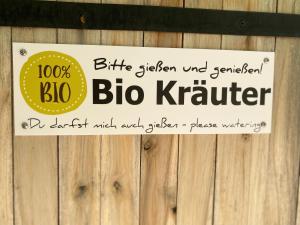 100%
BIO
Bitte gießen und genießen!
Bio Kräuter
Du darfst mich auch gießen - please watering